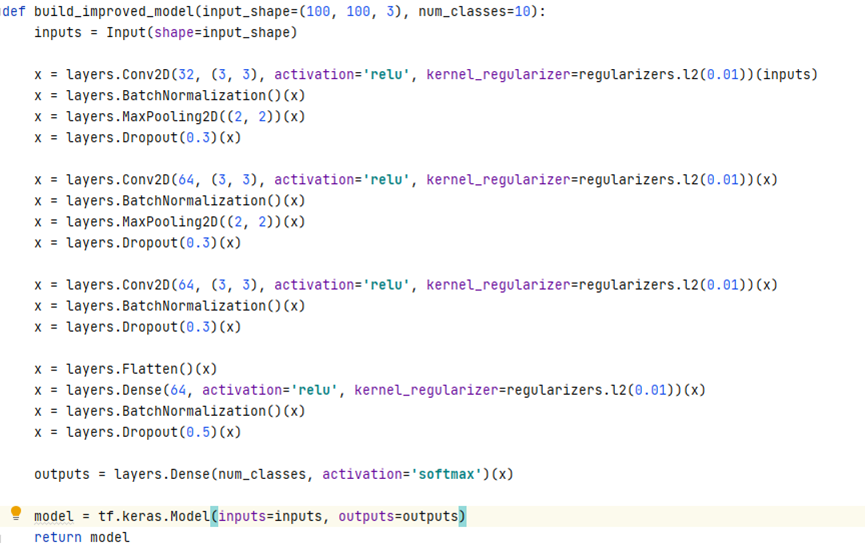 def build_improved_model(input_shape=(100, 100, 3), num_classes=10):
    inputs = Input(shape=input_shape)

    x = layers.Conv2D(32, (3, 3), activation='relu', kernel_regularizer=regularizers.l2(0.01))(inputs)
    x = layers.BatchNormalization()(x)
    x = layers.MaxPooling2D((2, 2))(x)
    x = layers.Dropout(0.3)(x)

    x = layers.Conv2D(64, (3, 3), activation='relu', kernel_regularizer=regularizers.l2(0.01))(x)
    x = layers.BatchNormalization()(x)
    x = layers.MaxPooling2D((2, 2))(x)
    x = layers.Dropout(0.3)(x)

    x = layers.Conv2D(64, (3, 3), activation='relu', kernel_regularizer=regularizers.l2(0.01))(x)
    x = layers.BatchNormalization()(x)
    x = layers.Dropout(0.3)(x)

    x = layers.Flatten()(x)
    x = layers.Dense(64, activation='relu', kernel_regularizer=regularizers.l2(0.01))(x)
    x = layers.BatchNormalization()(x)
    x = layers.Dropout(0.5)(x)

    outputs = layers.Dense(num_classes, activation='softmax')(x)

    model = tf.keras.Model(inputs=inputs, outputs=outputs)
    return model